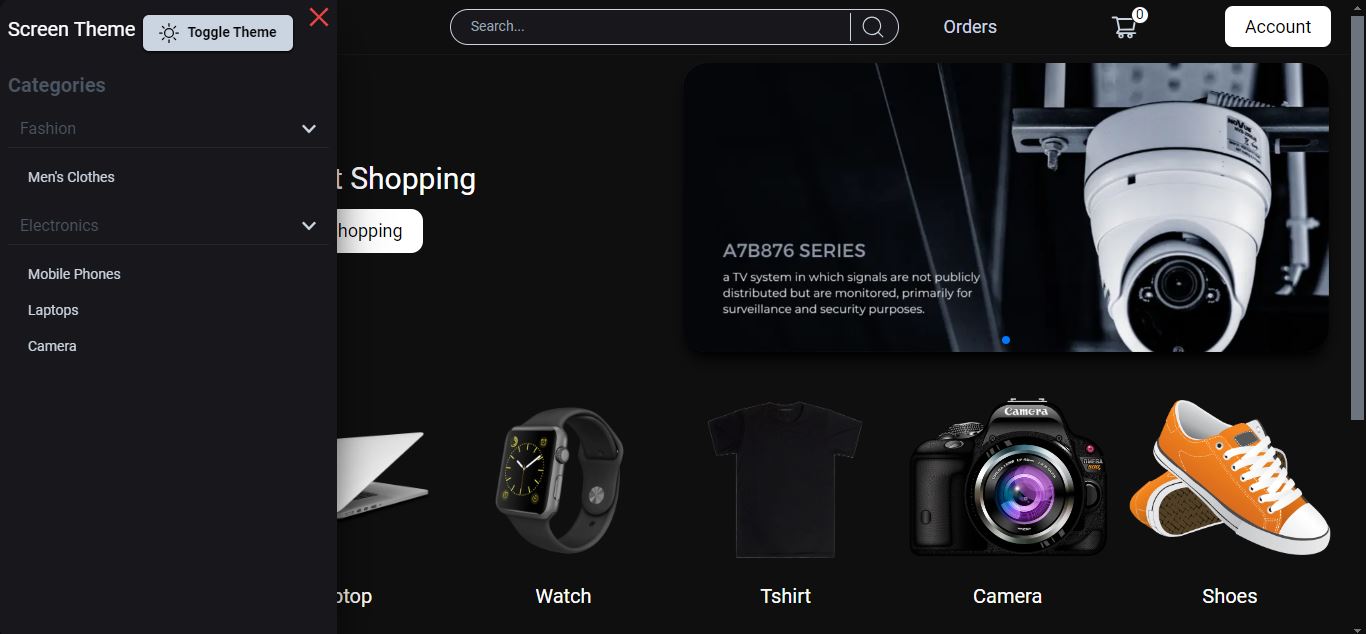 Screen Theme
Toggle Theme
Search...
Orders
0
Account
Categories
Fashion
Men's Clothes
Electronics
Mobile Phones
Laptops
Camera
t Shopping
hopping
NOVUS
A7B876 SERIES
a TV system in which signals are not publicly
distributed but are monitored, primarily for
surveillance and security purposes.
Camera
ptop
Watch
Tshirt
Camera
Shoes